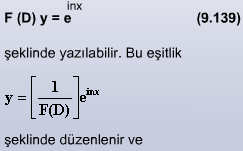 F (D) y = e^inx (9.139)
şeklinde yazılabilir. Bu eşitlik
y = [1/F(D)] e^inx
şeklinde düzenlenir ve